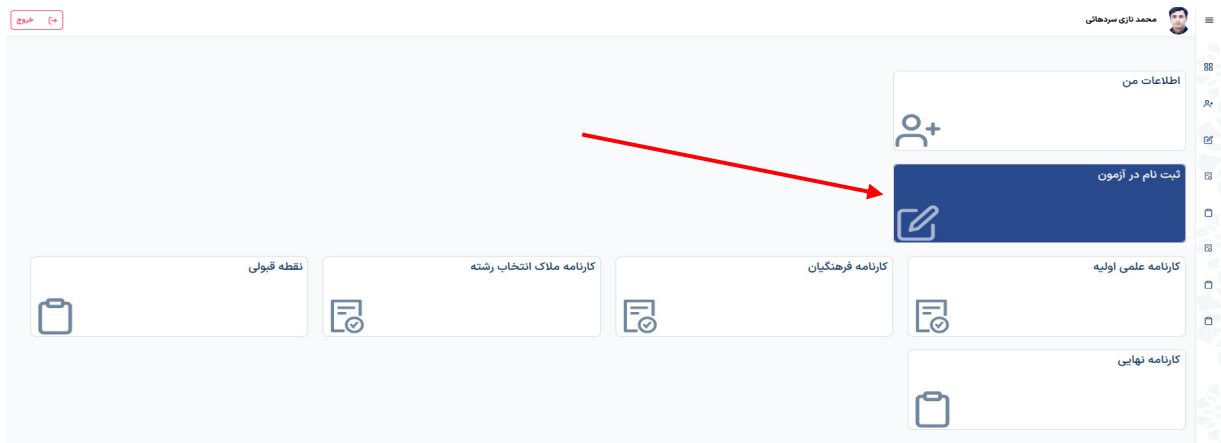 محمد نازی سردهائی
خروج
اطلاعات من
ثبت نام در آزمون
کارنامه علمی اولیه
کارنامه فرهنگیان
کارنامه ملاک انتخاب رشته
نقطه قبولی
کارنامه نهایی